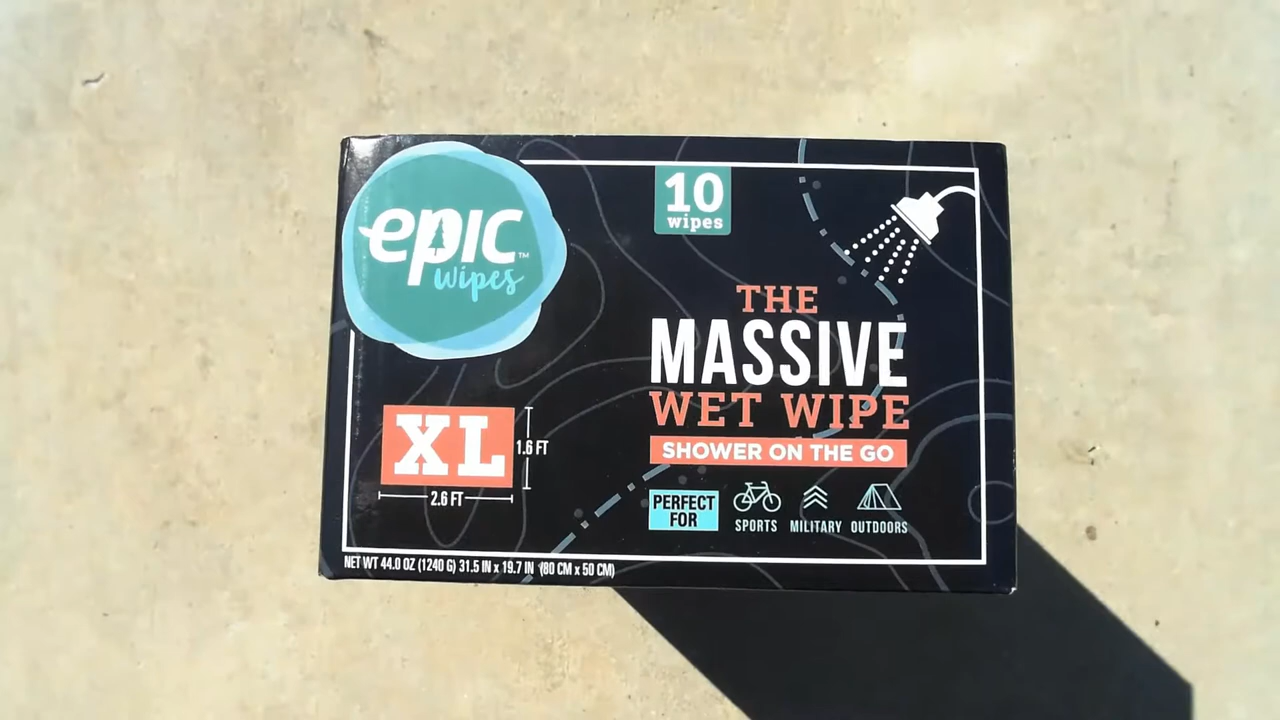 epic™
wipes
10
wipes
THE
MASSIVE
WET WIPE
SHOWER ON THE GO
XL
1.6 FT
2.6 FT
PERFECT
FOR
SPORTS
MILITARY
OUTDOORS
NET WT 44.0 OZ (1240 G) 31.5 IN x 19.7 IN (80 CM x 50 CM)